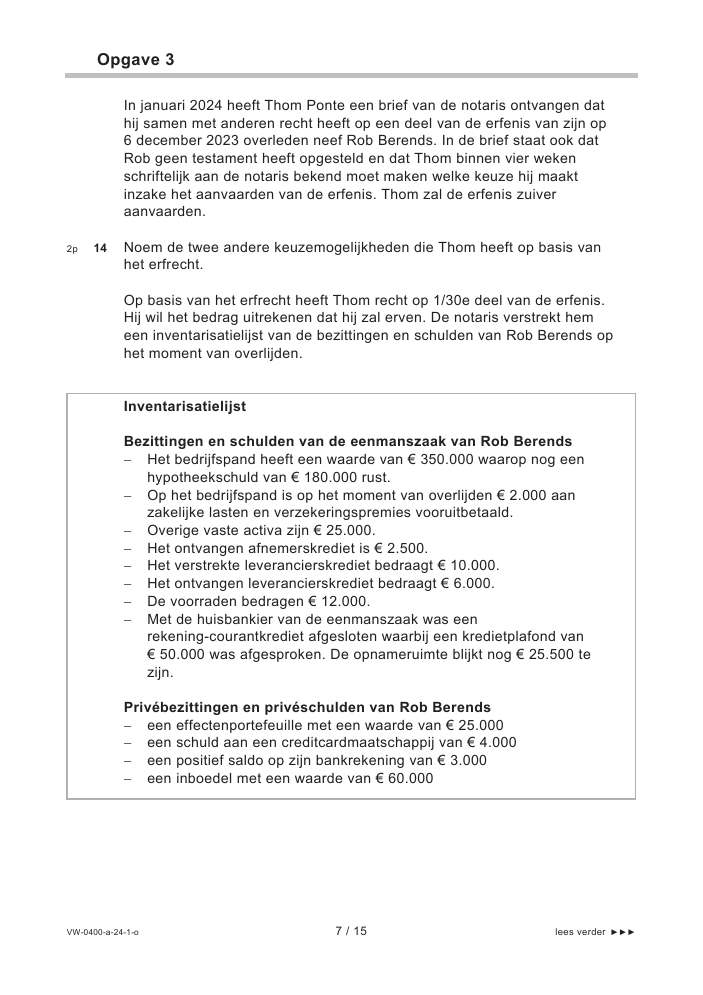 Opgave 3
In januari 2024 heeft Thom Ponte een brief van de notaris ontvangen dat
hij samen met anderen recht heeft op een deel van de erfenis van zijn op
6 december 2023 overleden neef Rob Berends. In de brief staat ook dat
Rob geen testament heeft opgesteld en dat Thom binnen vier weken
schriftelijk aan de notaris bekend moet maken welke keuze hij maakt
inzake het aanvaarden van de erfenis. Thom zal de erfenis zuiver
aanvaarden.
2p 14 Noem de twee andere keuzemogelijkheden die Thom heeft op basis van
het erfrecht.
Op basis van het erfrecht heeft Thom recht op 1/30e deel van de erfenis.
Hij wil het bedrag uitrekenen dat hij zal erven. De notaris verstrekt hem
een inventarisatielijst van de bezittingen en schulden van Rob Berends op
het moment van overlijden.
Inventarisatielijst
Bezittingen en schulden van de eenmanszaak van Rob Berends
– Het bedrijfspand heeft een waarde van € 350.000 waarop nog een
hypotheekschuld van € 180.000 rust.
– Op het bedrijfspand is op het moment van overlijden € 2.000 aan
zakelijke lasten en verzekeringspremies vooruitbetaald.
– Overige vaste activa zijn € 25.000.
– Het ontvangen afnemerskrediet is € 2.500.
– Het verstrekte leverancierskrediet bedraagt € 10.000.
– Het ontvangen leverancierskrediet bedraagt € 6.000.
– De voorraden bedragen € 12.000.
– Met de huisbankier van de eenmanszaak was een
rekening-courantkrediet afgesloten waarbij een kredietplafond van
€ 50.000 was afgesproken. De opnameruimte blijkt nog € 25.500 te
zijn.
Privébezittingen en privéschulden van Rob Berends
– een effectenportefeuille met een waarde van € 25.000
– een schuld aan een creditcardmaatschappij van € 4.000
– een positief saldo op zijn bankrekening van € 3.000
– een inboedel met een waarde van € 60.000
VW-0400-a-24-1-o 7 / 15 lees verder ►►►